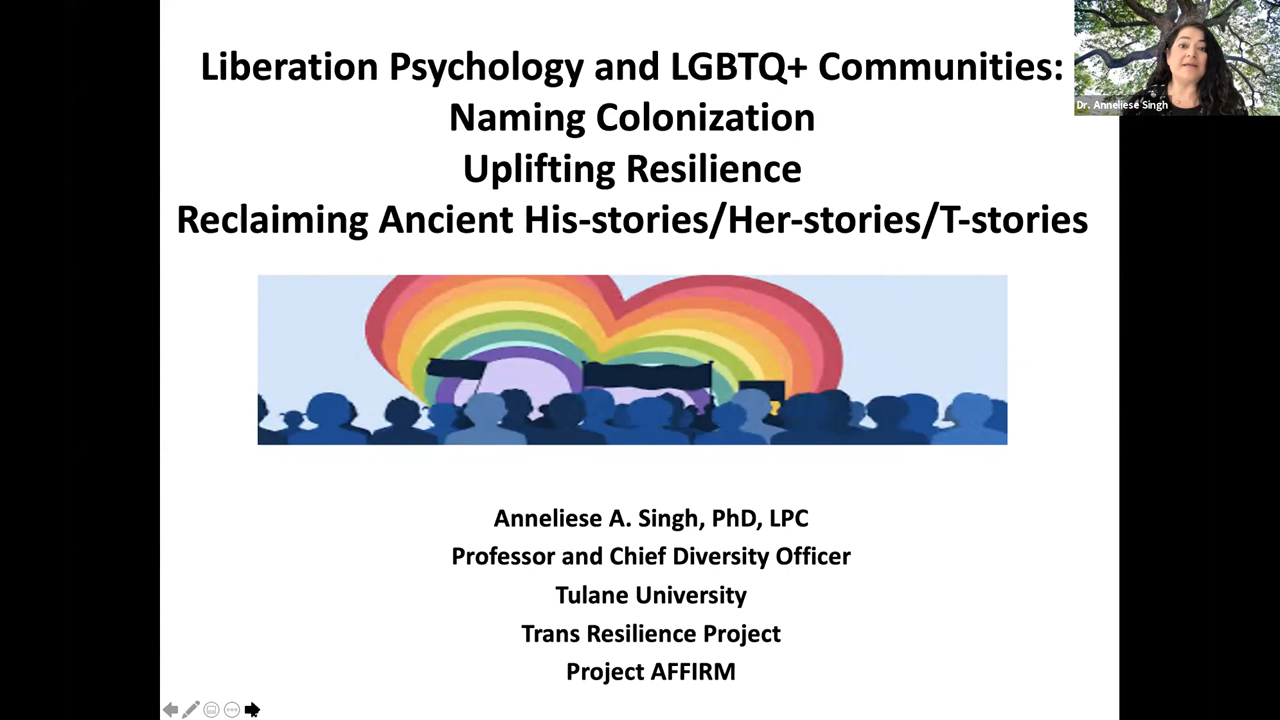 Liberation Psychology and LGBTQ+ Communities:
Naming Colonization
Uplifting Resilience
Reclaiming Ancient His-stories/Her-stories/T-stories
Dr. Anneliese Singh
Anneliese A. Singh, PhD, LPC
Professor and Chief Diversity Officer
Tulane University
Trans Resilience Project
Project AFFIRM